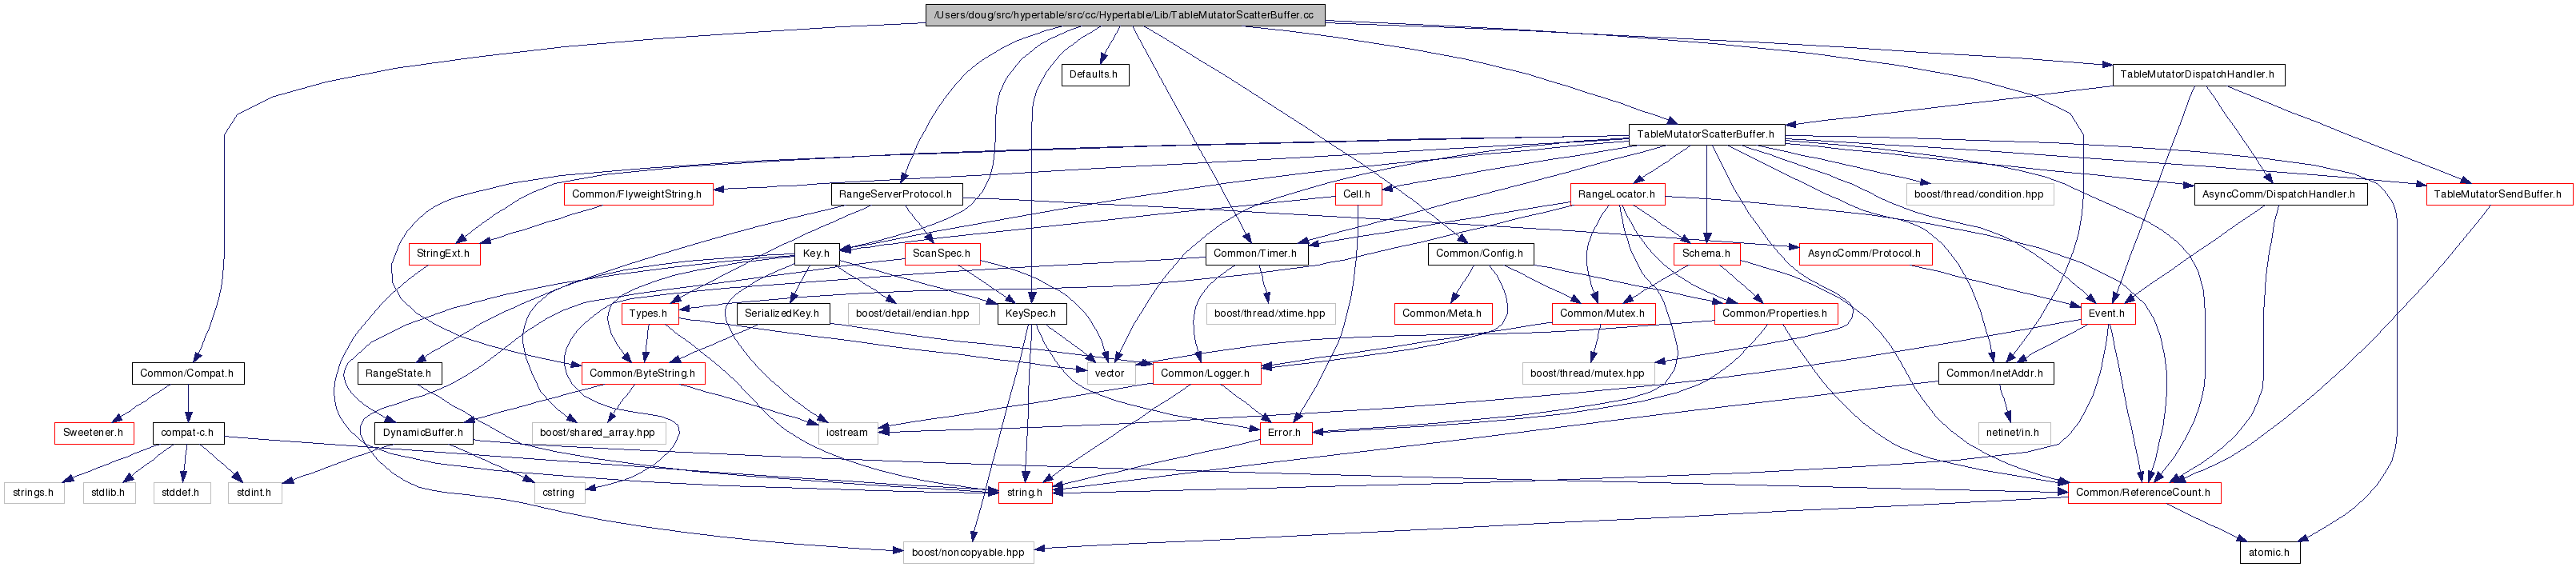 /Users/doug/src/hypertable/src/cc/Hypertable/Lib/TableMutatorScatterBuffer.cc
Defaults.h
TableMutatorDispatchHandler.h
TableMutatorScatterBuffer.h
Common/FlyweightString.h
RangeServerProtocol.h
Cell.h
RangeLocator.h
boost/thread/condition.hpp
AsyncComm/DispatchHandler.h
TableMutatorSendBuffer.h
StringExt.h
Key.h
ScanSpec.h
Common/Timer.h
Common/Config.h
Schema.h
AsyncComm/Protocol.h
Types.h
SerializedKey.h
boost/detail/endian.hpp
KeySpec.h
boost/thread/xtime.hpp
Common/Meta.h
Common/Mutex.h
Common/Properties.h
Event.h
Common/Compat.h
RangeState.h
Common/ByteString.h
vector
Common/Logger.h
boost/thread/mutex.hpp
Common/InetAddr.h
Sweetener.h
compat-c.h
DynamicBuffer.h
boost/shared_array.hpp
iostream
Error.h
netinet/in.h
strings.h
stdlib.h
stddef.h
stdint.h
cstring
string.h
Common/ReferenceCount.h
boost/noncopyable.hpp
atomic.h